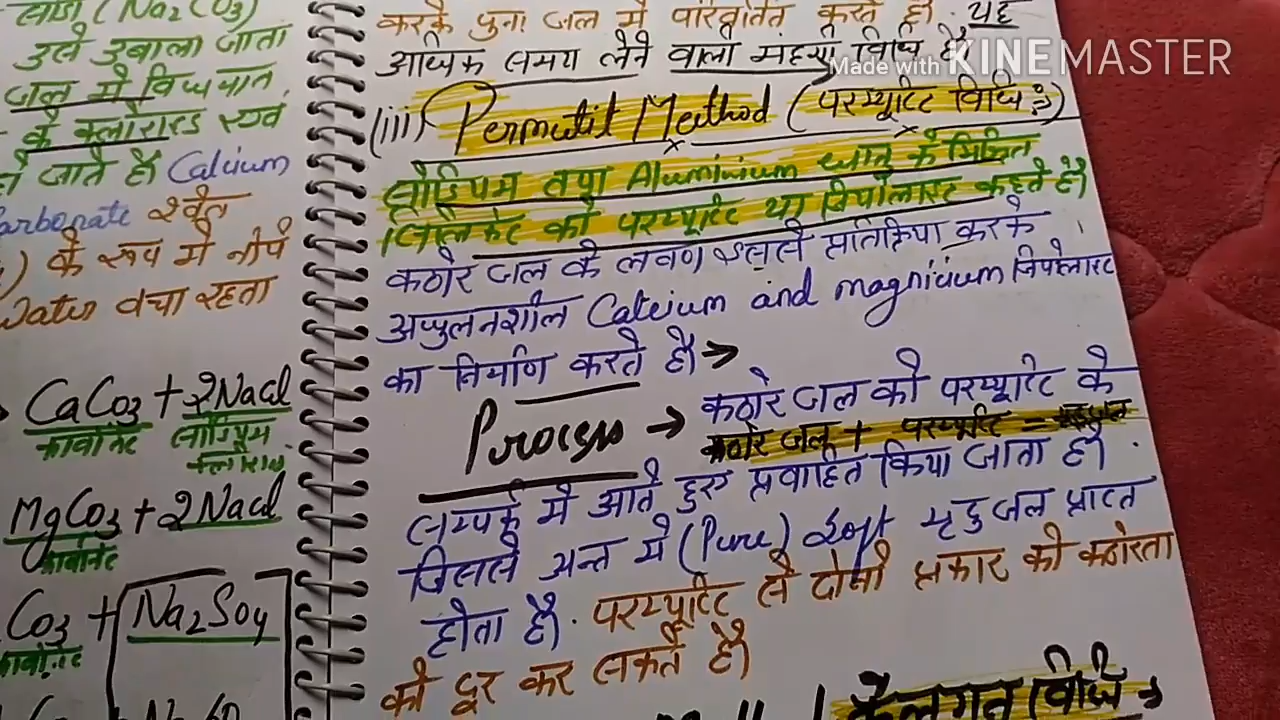 सोडा (Na2CO3)
उसे उबाला जाता
जल में विद्यमान
के क्लोराइड एवं
हो जाते हैं Calcium
Carbonate श्वेत
) के रूप में नीचे
Water बचा रहता
CaCO3 + 2NaCl
कार्बोनेट सोडियम
क्लोराइड
MgCO3 + 2NaCl
कार्बोनेट
CO3 + Na2SO4
कार्बोनेट
करके पुनः जल में परिवर्तित करते हैं. यह
अधिक समय लेने वाली महंगी विधि है
Made with KINEMASTER
(iii) Permutit Method (परम्यूटिट विधि :→)
सोडियम तथा Aluminium धातु के मिश्रित
सिलिकेट को परम्यूटिट या जियोलाइट कहते है।
कठोर जल के लवण इससे प्रतिक्रिया करके
अघुलनशील Calcium and magnicium जियोलाइट
का निर्माण करते है। →
Process → कठोर जल को परम्यूटिट के
कठोर जल + परम्यूटिट =
सम्पर्क में आते हुए प्रवाहित किया जाता है।
जिससे अन्त में (Pure) Soft मृदु जल प्राप्त
होता है. परम्यूटिट से दोनों प्रकार की कठोरता
को दूर कर सकते है।
कैलगन विधि →